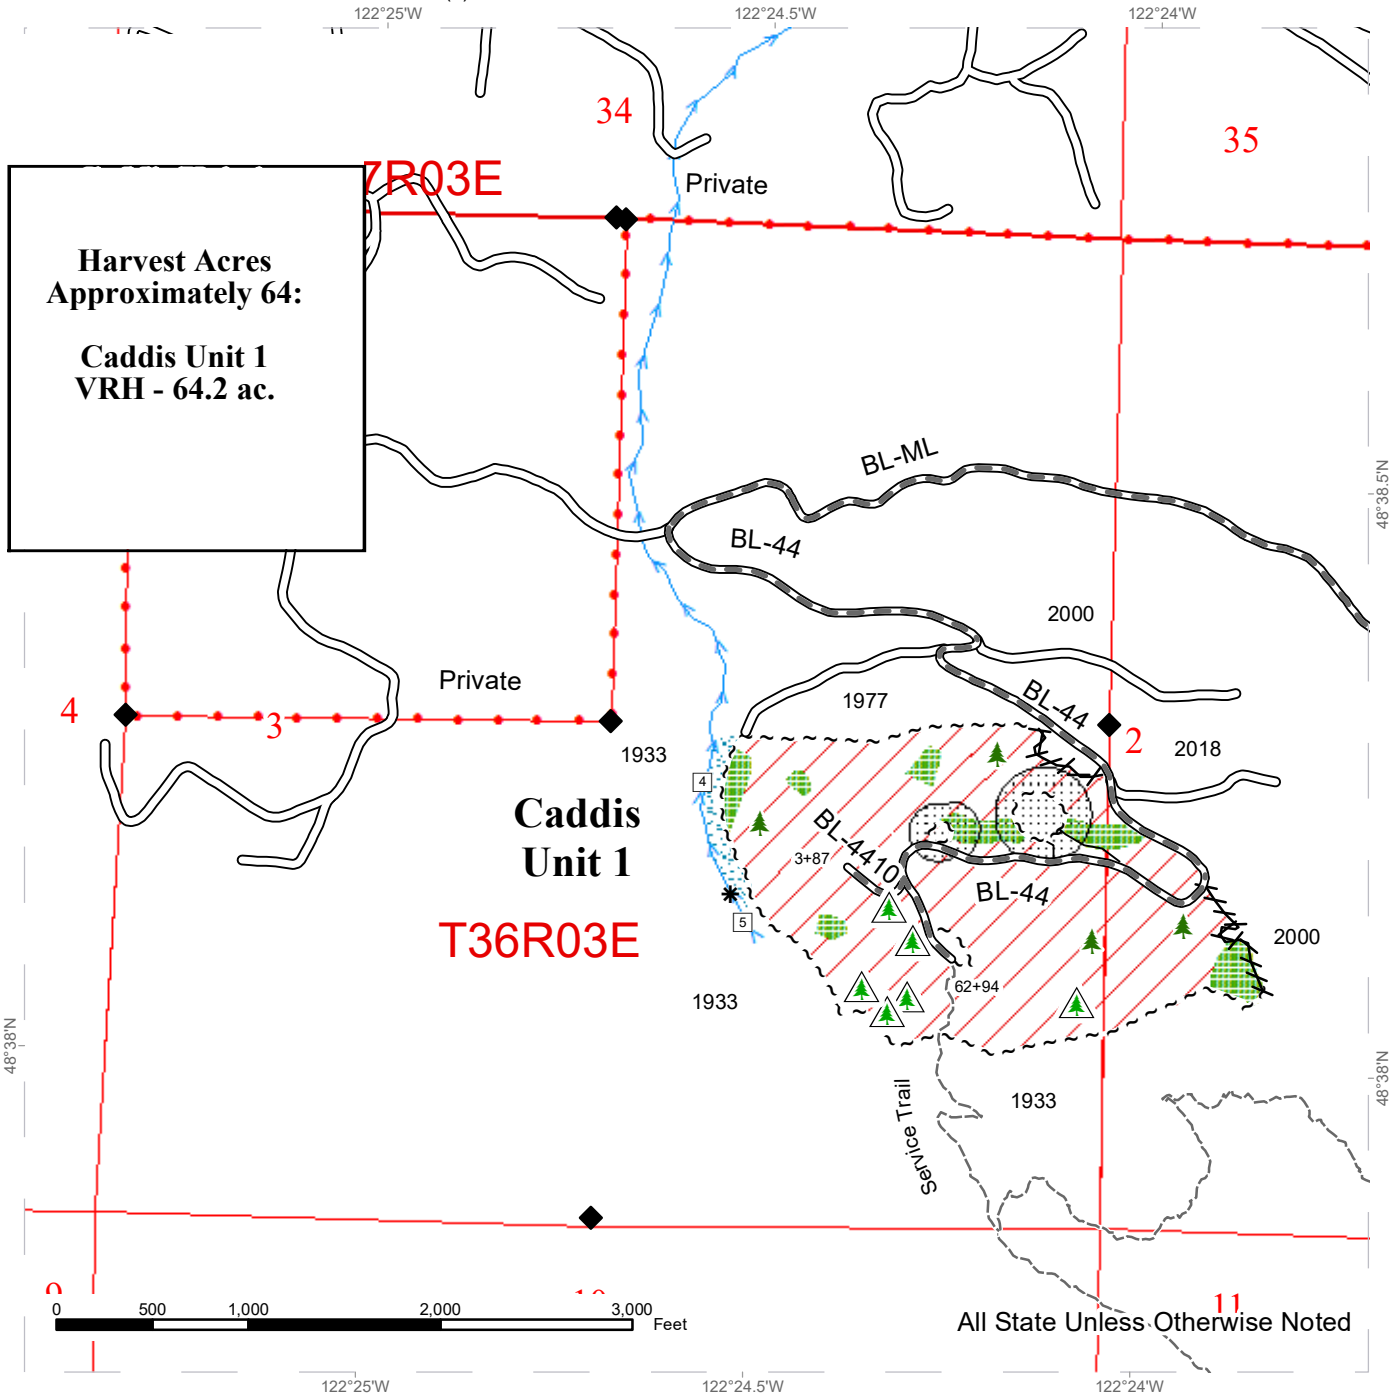 122°25'W
122°24.5'W
122°24'W
34
35
7R03E
Private
Harvest Acres
Approximately 64:
Caddis Unit 1
VRH - 64.2 ac.
BL-ML
48°38.5'N
BL-44
2000
Private
1977
BL-44
4
3
2
1933
2018
4
Caddis
Unit 1
BL-4410
3+87
BL-44
5
T36R03E
2000
62+94
1933
48°38'N
48°38'N
Service Trail
1933
11
0
500
1,000
2,000
3,000
Feet
All State Unless Otherwise Noted
122°25'W
122°24.5'W
122°24'W